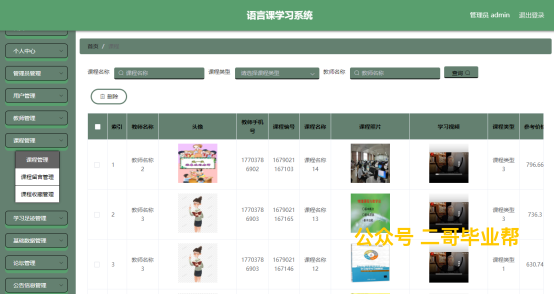 语言课学习系统
管理员 admin 退出登录
个人中心
管理员管理
用户管理
教师管理
课程管理
课程管理
课程留言管理
课程收藏管理
基础数据管理
论坛管理
公告信息管理
首页 /
课程名称 课程名称 课程类型 请选择课程类型 教师名称 教师名称 查询
删除
索引 教师名称 头像 教师手机号 课程编号 课程名称 课程照片 学习视频 课程类型 参考价格
1 教师名称2 17703786902 1679021167103 课程名称14 课程类型3 796.66
2 教师名称3 17703786903 1679021167165 课程名称13 课程类型3 736.3
3 教师名称3 17703786903 1679021167146 课程名称12 课程类型1 630.74
公众号 二哥毕业帮